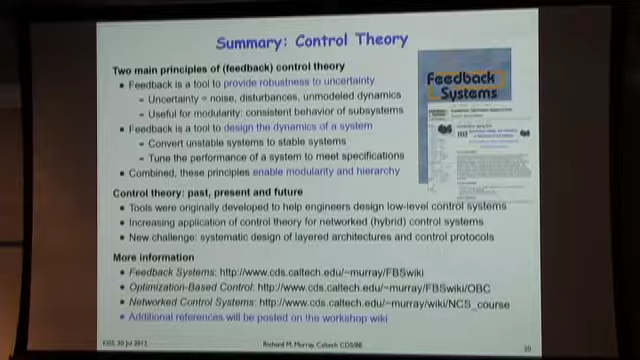 Summary: Control Theory
Two main principles of (feedback) control theory
• Feedback is a tool to provide robustness to uncertainty
– Uncertainty = noise, disturbances, unmodeled dynamics
– Useful for modularity: consistent behavior of subsystems
• Feedback is a tool to design the dynamics of a system
– Convert unstable systems to stable systems
– Tune the performance of a system to meet specifications
• Combined, these principles enable modularity and hierarchy
Feedback
Systems
Control theory: past, present and future
• Tools were originally developed to help engineers design low-level control systems
• Increasing application of control theory for networked (hybrid) control systems
• New challenge: systematic design of layered architectures and control protocols
More information
• Feedback Systems: http://www.cds.caltech.edu/~murray/FBSwiki
• Optimization-Based Control: http://www.cds.caltech.edu/~murray/FBSwiki/OBC
• Networked Control Systems: http://www.cds.caltech.edu/~murray/wiki/NCS_course
• Additional references will be posted on the workshop wiki
KISS, 30 Jul 2012
Richard M. Murray, Caltech CDS/BE